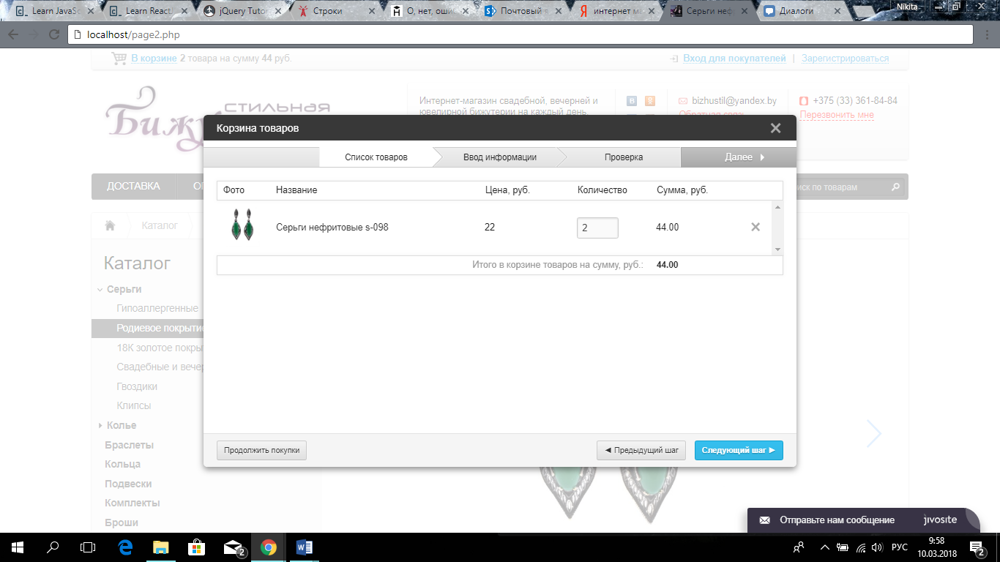 Learn JavaSc
Learn React.
jQuery Tuto
Строки
О, нет, оши
Почтовый
интернет м
Серьги неф
Диалоги
Nikita
localhost/page2.php
В корзине 2 товара на сумму 44 руб.
Вход для покупателей | Зарегистрироваться
Бижу
стильная
Интернет-магазин свадебной, вечерней и
ювелирной бижутерии на каждый день.
bizhustil@yandex.by
Обратная связь
+375 (33) 361-84-84
Перезвонить мне
Корзина товаров
Список товаров
Ввод информации
Проверка
Далее
ДОСТАВКА
иск по товарам
Фото Название Цена, руб. Количество Сумма, руб.
Серьги нефритовые s-098 22 2 44.00
Итого в корзине товаров на сумму, руб.: 44.00
Каталог
Каталог
Серьги
Гипоаллергенные
Родиевое покрытие
18К золотое покры
Свадебные и вечер
Гвоздики
Клипсы
Колье
Браслеты
Кольца
Подвески
Комплекты
Броши
Продолжить покупки
◄ Предыдущий шаг
Следующий шаг ►
Отправьте нам сообщение
jivosite
2
РУС
9:58
10.03.2018
2